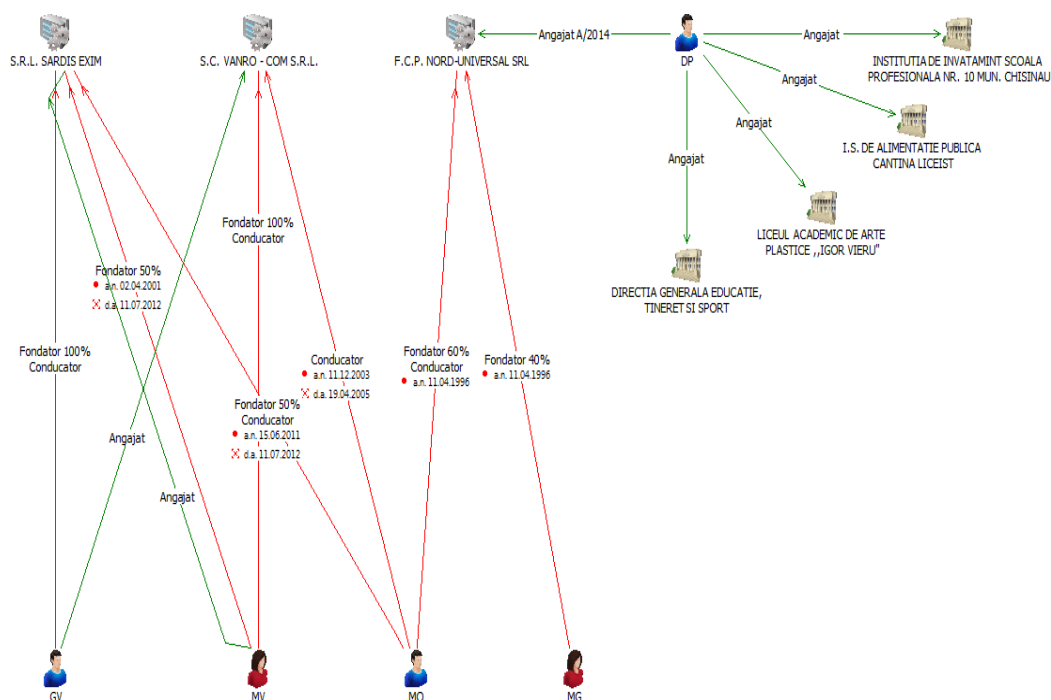 Angajat A/2014
Angajat
S.R.L. SARDIS EXIM
S.C. VANRO - COM S.R.L.
F.C.P. NORD-UNIVERSAL SRL
DP
INSTITUTIA DE INVATAMINT SCOALA
PROFESIONALA NR. 10 MUN. CHISINAU
Angajat
Angajat
I.S. DE ALIMENTATIE PUBLICA
CANTINA LICEIST
Angajat
LICEUL ACADEMIC DE ARTE
PLASTICE ,,IGOR VIERU"
DIRECTIA GENERALA EDUCATIE,
TINERET SI SPORT
Fondator 100%
Conducator
Fondator 50%
a.n. 02.04.2001
d.a. 11.07.2012
Fondator 100%
Conducator
Conducator
a.n. 11.12.2003
d.a. 19.04.2005
Fondator 60%
Conducator
a.n. 11.04.1996
Fondator 40%
a.n. 11.04.1996
Fondator 50%
Conducator
a.n. 15.06.2011
d.a. 11.07.2012
Angajat
Angajat
GV
MV
MO
MG